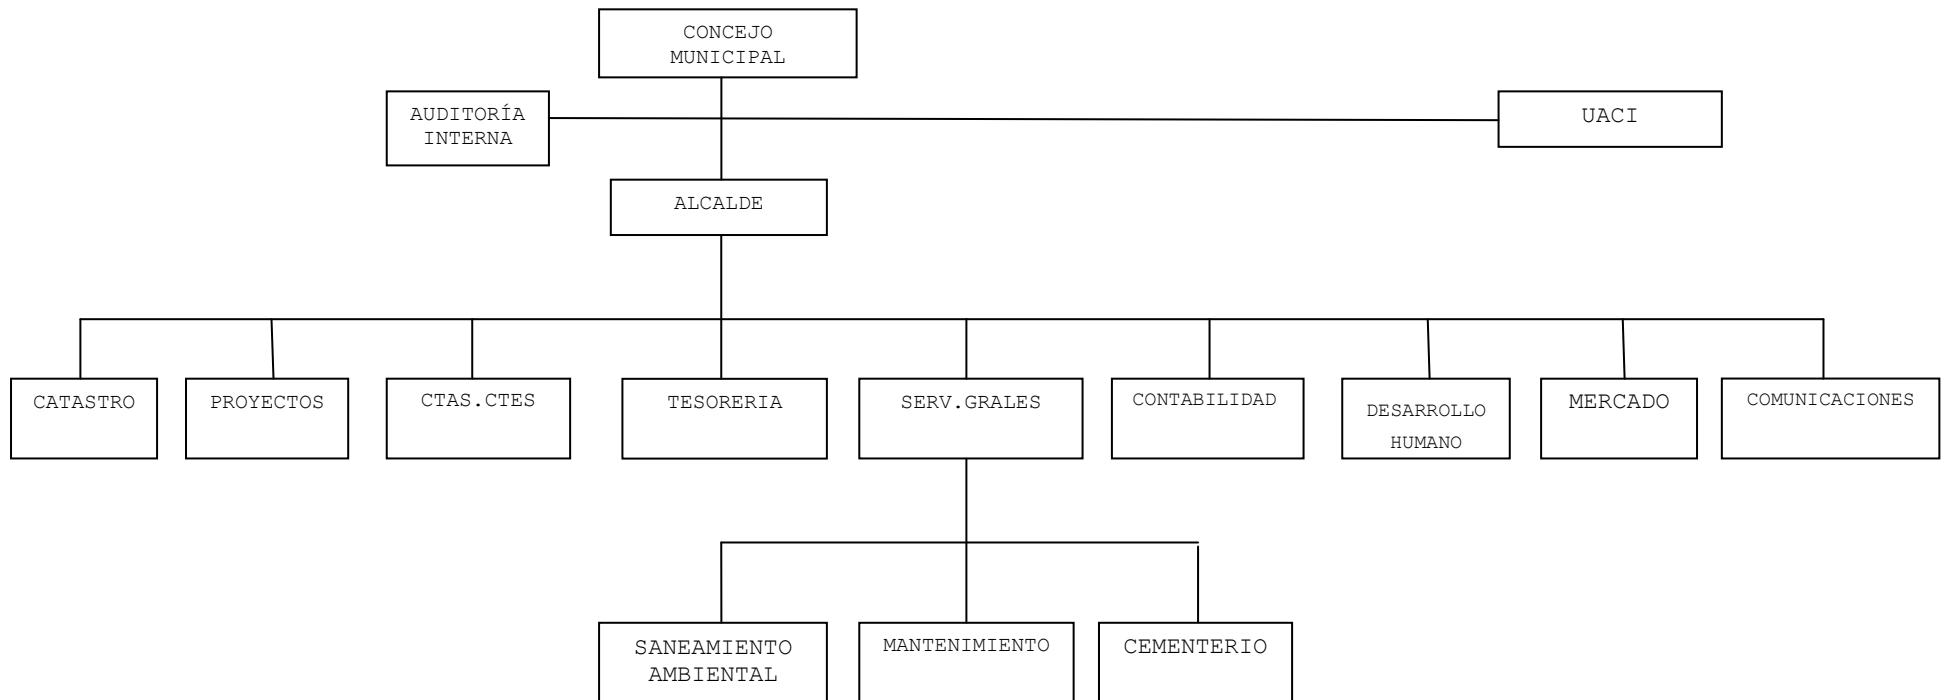 CONCEJO
MUNICIPAL
AUDITORÍA
INTERNA
UACI
ALCALDE
CATASTRO
PROYECTOS
CTAS.CTES
TESORERIA
SERV.GRALES
CONTABILIDAD
DESARROLLO
HUMANO
MERCADO
COMUNICACIONES
SANEAMIENTO
AMBIENTAL
MANTENIMIENTO
CEMENTERIO